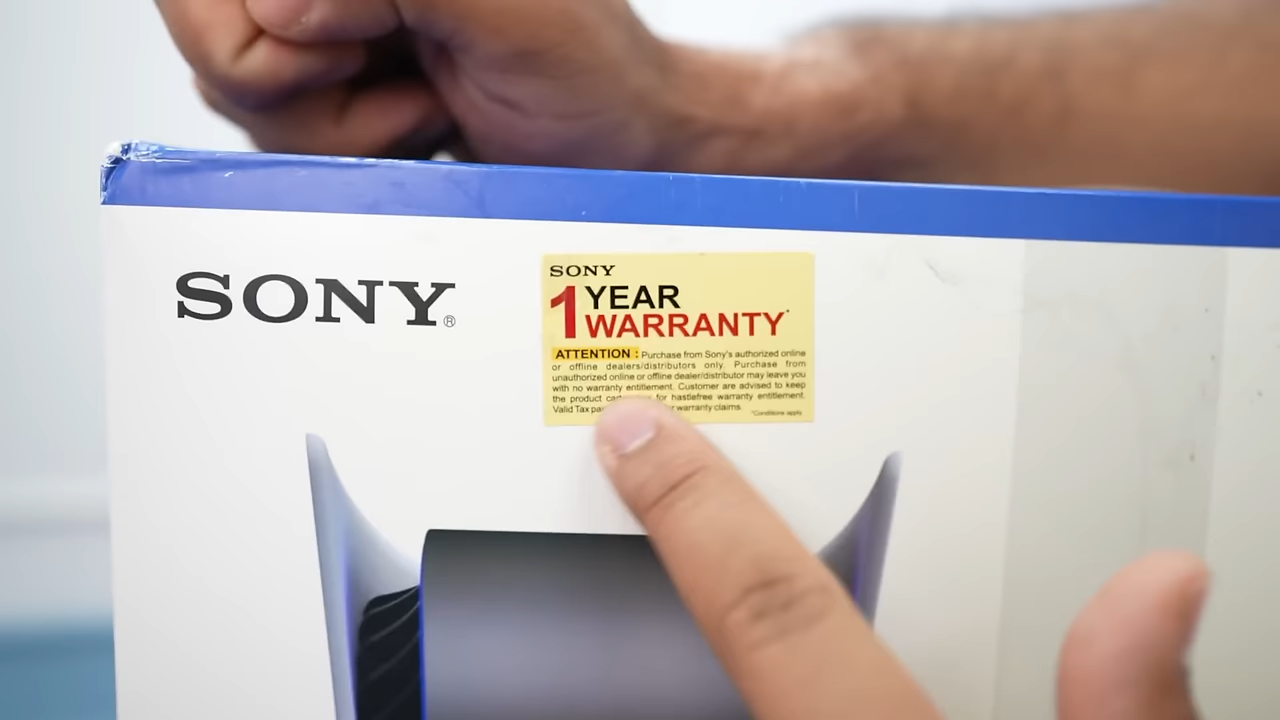 SONY®
SONY
1 YEAR
WARRANTY*
ATTENTION : Purchase from Sony's authorized online
or offline dealers/distributors only. Purchase from
unauthorized online or offline dealer/distributor may leave you
with no warranty entitlement. Customer are advised to keep
the product for hastlefree warranty entitlement.
Valid Tax warranty claims.
*Conditions apply